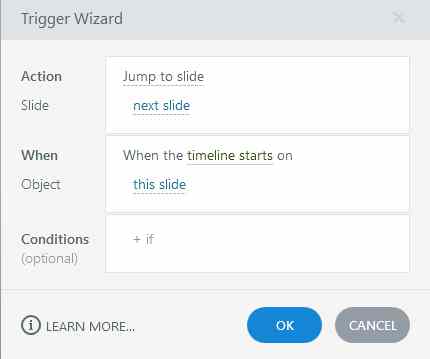 Trigger Wizard
Action Jump to slide
Slide next slide
When When the timeline starts on
Object this slide
Conditions + if
(optional)
LEARN MORE... OK CANCEL